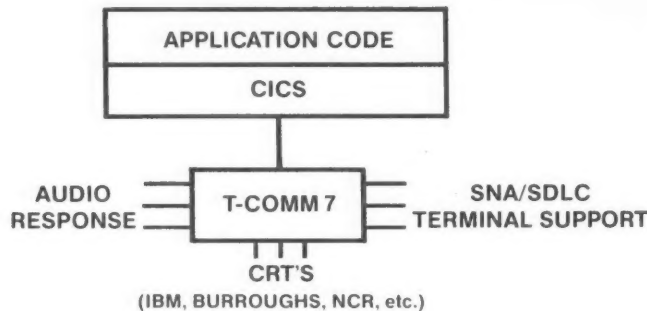 APPLICATION CODE
CICS
AUDIO
RESPONSE
T-COMM 7
SNA/SDLC
TERMINAL SUPPORT
CRT'S
(IBM, BURROUGHS, NCR, etc.)